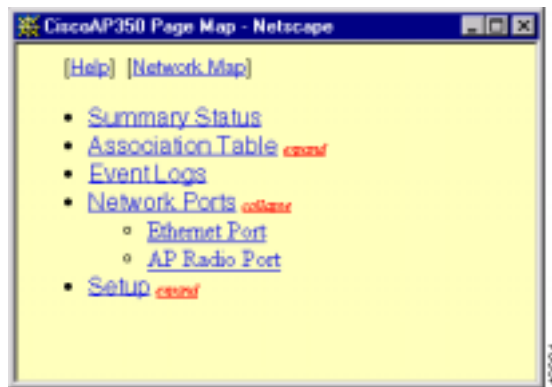 CiscoAP350 Page Map - Netscape
[Help] [Network Map]
Summary Status
Association Table expand
Event Logs
Network Ports collapse
Ethernet Port
AP Radio Port
Setup expand